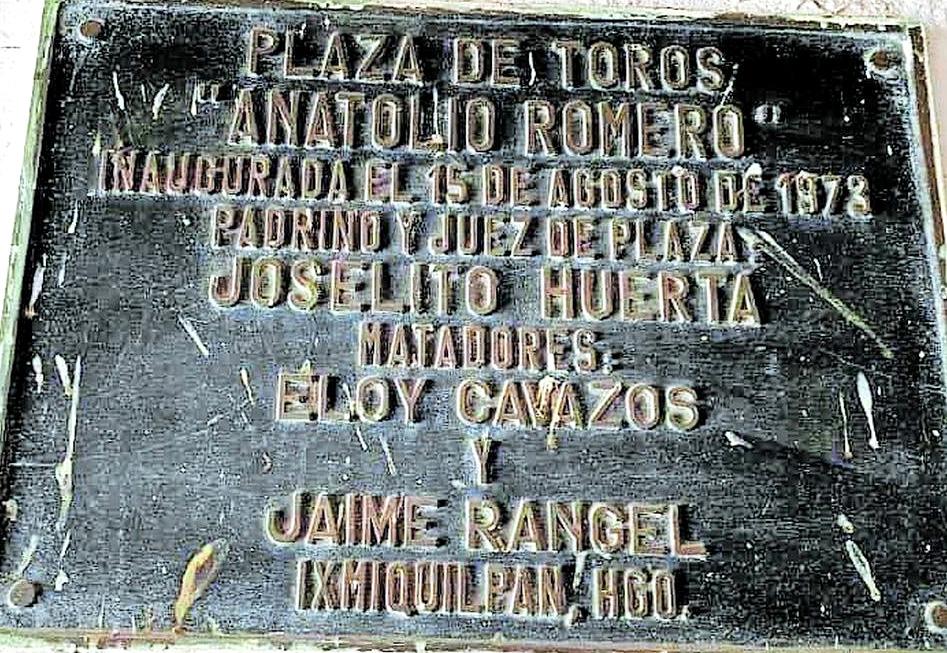 PLAZA DE TOROS
"ANATOLIO ROMERO"
INAUGURADA EL 15 DE AGOSTO DE 1973
PADRINO Y JUEZ DE PLAZA
JOSELITO HUERTA
MATADORES:
ELOY CAVAZOS
Y
JAIME RANGEL
IXMIQUILPAN, HGO.